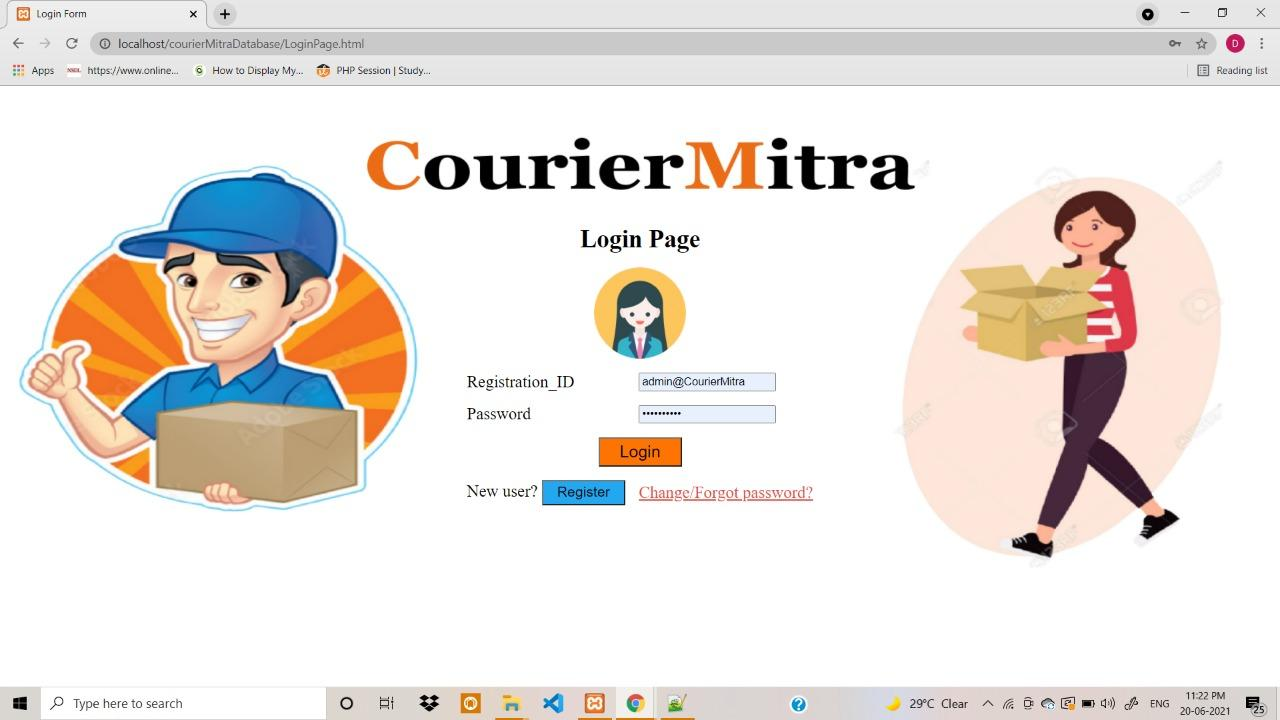 Login Form
localhost/courierMitraDatabase/LoginPage.html
D
Apps NSDL https://www.online... How to Display My... PHP Session | Study... Reading list
CourierMitra
Login Page
Registration_ID admin@CourierMitra
Password ••••••••••
Login
New user? Register Change/Forgot password?
Type here to search
29°C Clear
ENG
11:22 PM
20-06-2021
25